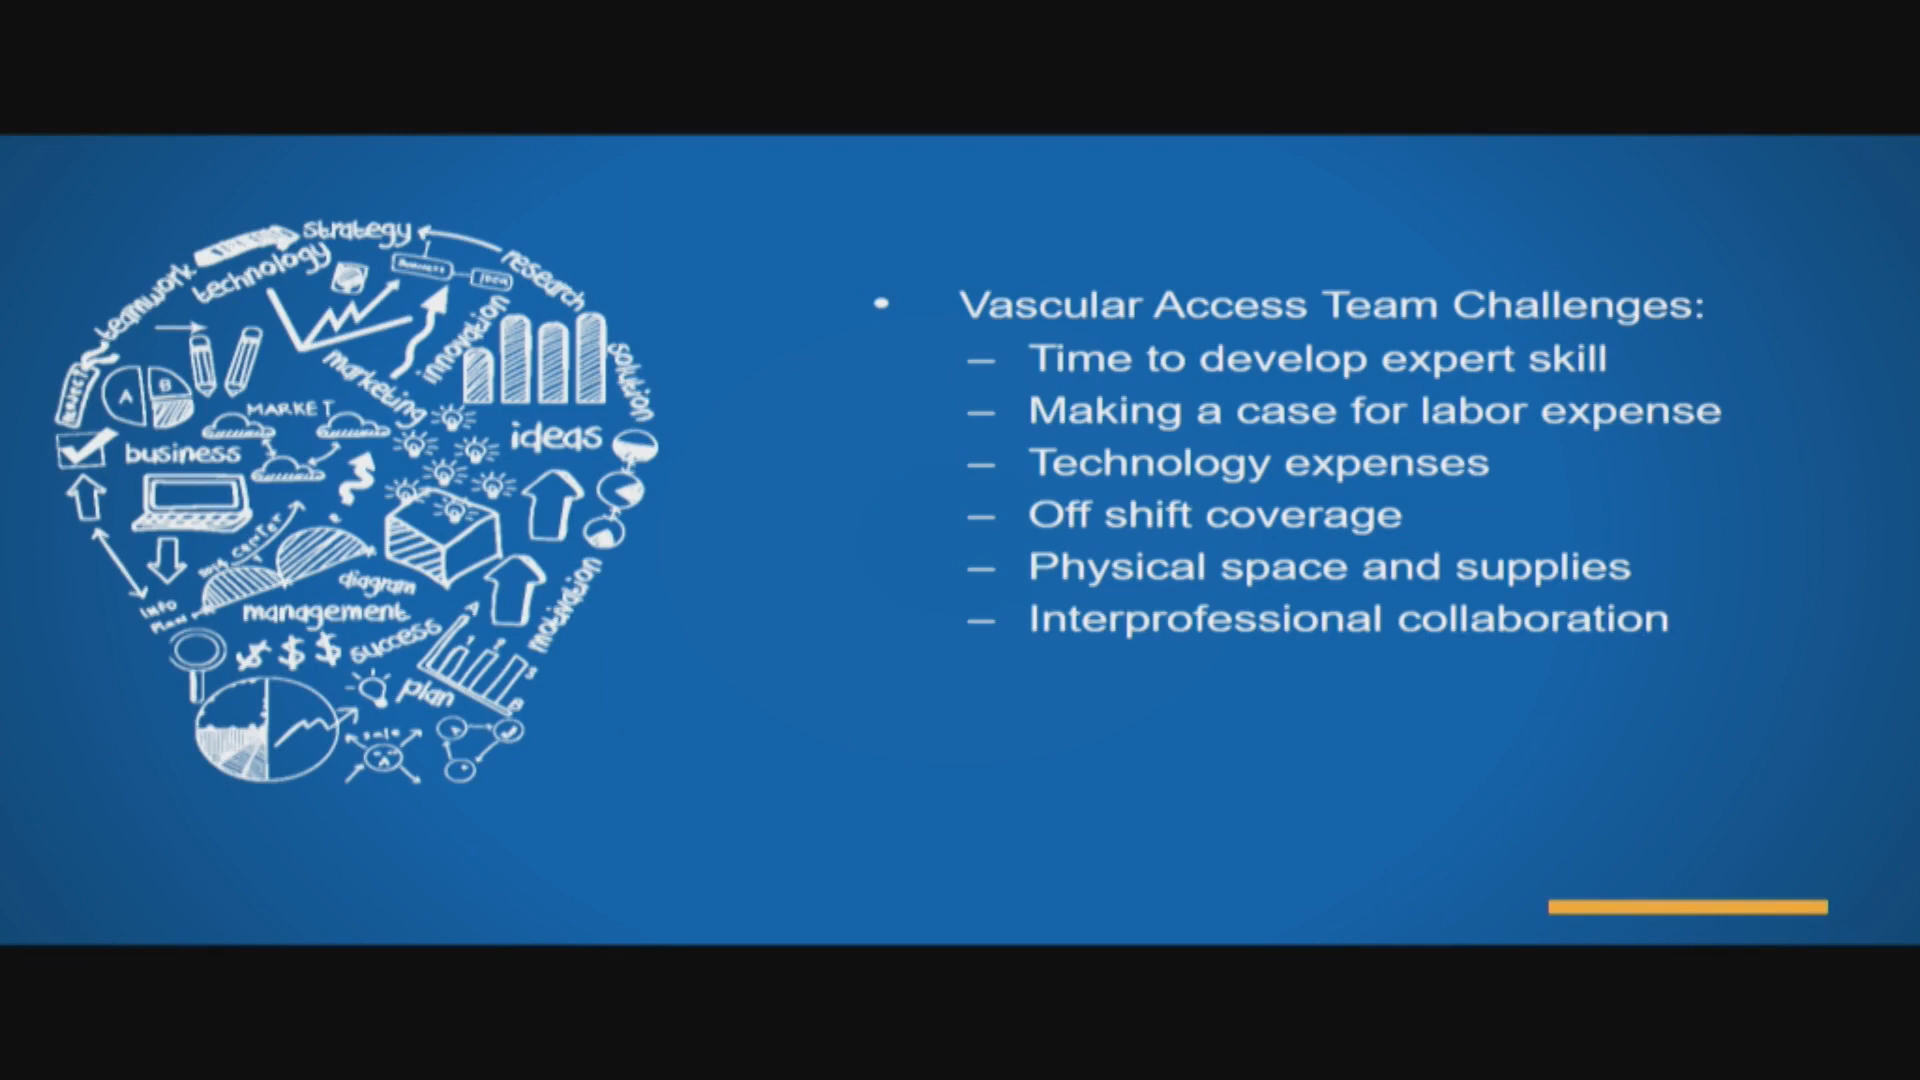 strategy
teamwork
technology
research
innovation
marketing
solution
A
B
MARKET
business
ideas
diagram
management
motivation
success
$ $ $
plan
• Vascular Access Team Challenges:
– Time to develop expert skill
– Making a case for labor expense
– Technology expenses
– Off shift coverage
– Physical space and supplies
– Interprofessional collaboration